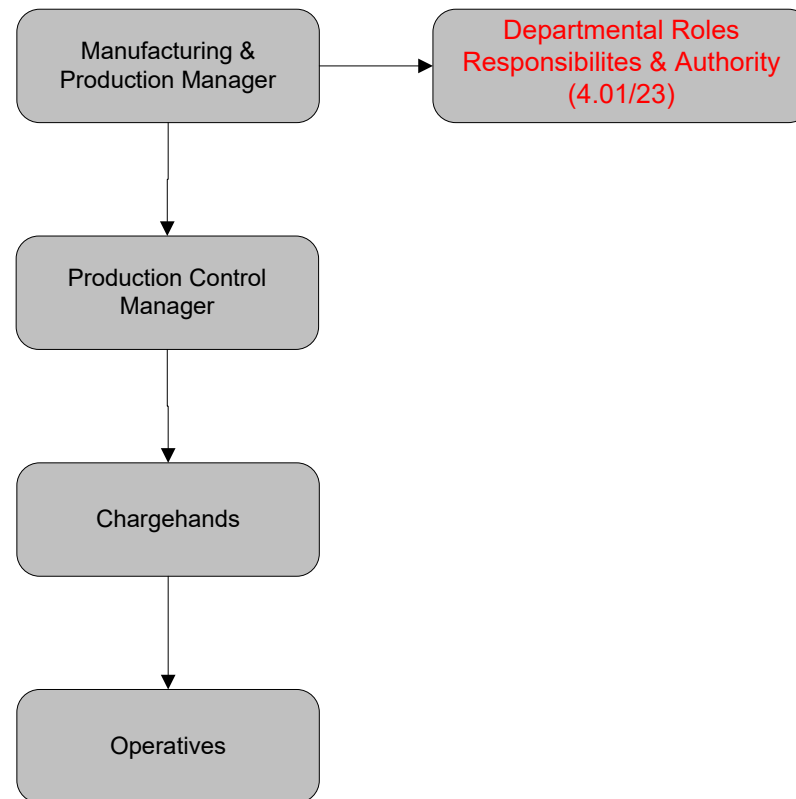 Manufacturing &
Production Manager
Departmental Roles
Responsibilites & Authority
(4.01/23)
Production Control
Manager
Chargehands
Operatives